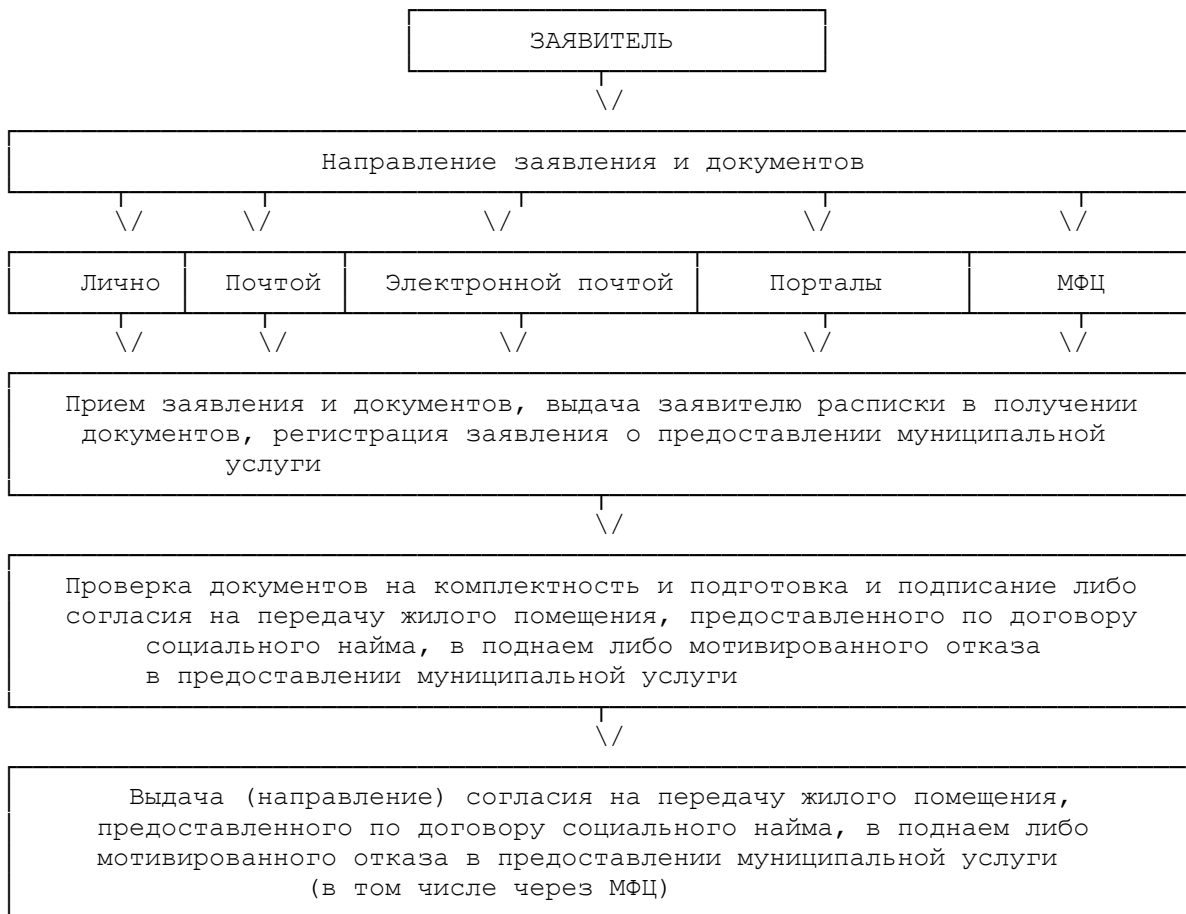 ЗАЯВИТЕЛЬ
Направление заявления и документов
Лично Почтой Электронной почтой Порталы МФЦ
Прием заявления и документов, выдача заявителю расписки в получении
документов, регистрация заявления о предоставлении муниципальной
услуги
Проверка документов на комплектность и подготовка и подписание либо
согласия на передачу жилого помещения, предоставленного по договору
социального найма, в поднаем либо мотивированного отказа
в предоставлении муниципальной услуги
Выдача (направление) согласия на передачу жилого помещения,
предоставленного по договору социального найма, в поднаем либо
мотивированного отказа в предоставлении муниципальной услуги
(в том числе через МФЦ)